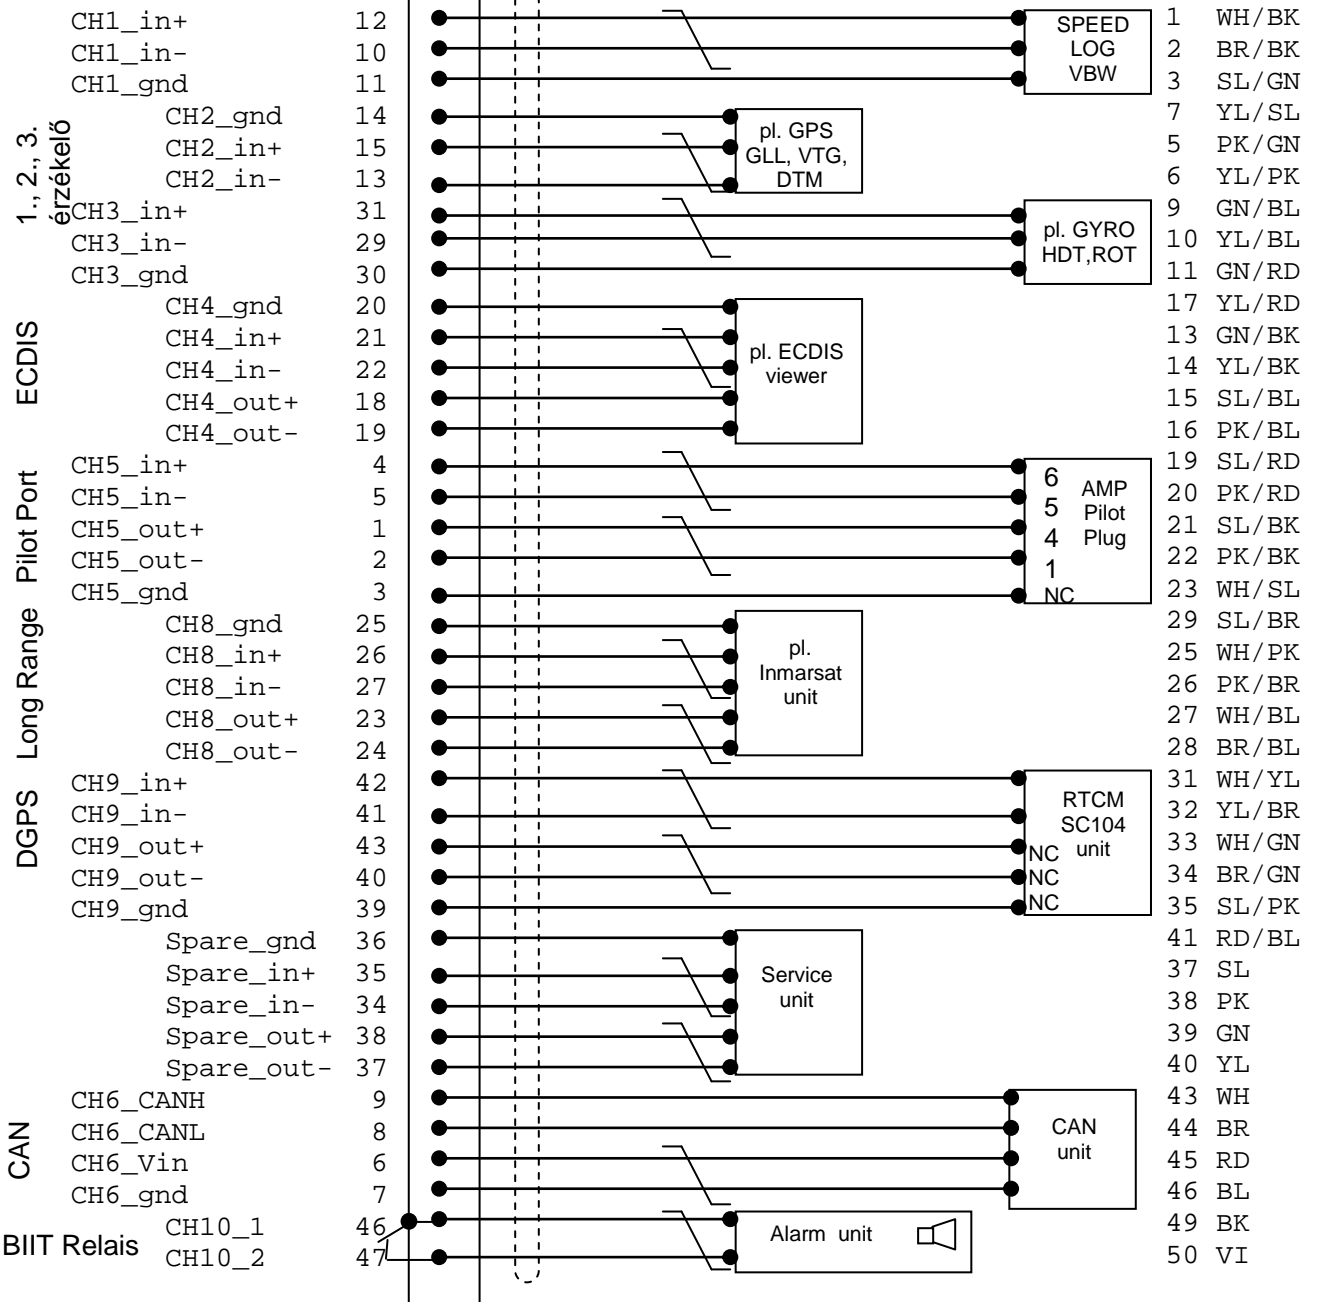 CH1_in+ 12 SPEED 1 WH/BK
CH1_in- 10 LOG 2 BR/BK
CH1_gnd 11 VBW 3 SL/GN
1., 2., 3.
érzékelő
CH2_gnd 14 7 YL/SL
CH2_in+ 15 pl. GPS 5 PK/GN
GLL, VTG,
CH2_in- 13 DTM 6 YL/PK
CH3_in+ 31 9 GN/BL
CH3_in- 29 pl. GYRO 10 YL/BL
HDT,ROT
CH3_gnd 30 11 GN/RD
ECDIS
CH4_gnd 20 17 YL/RD
CH4_in+ 21 pl. ECDIS 13 GN/BK
CH4_in- 22 viewer 14 YL/BK
CH4_out+ 18 15 SL/BL
CH4_out- 19 16 PK/BL
Pilot Port
CH5_in+ 4 6 19 SL/RD
CH5_in- 5 5 AMP 20 PK/RD
CH5_out+ 1 4 Pilot 21 SL/BK
CH5_out- 2 1 Plug 22 PK/BK
CH5_gnd 3 NC 23 WH/SL
Long Range
CH8_gnd 25 29 SL/BR
CH8_in+ 26 pl. 25 WH/PK
CH8_in- 27 Inmarsat 26 PK/BR
unit
CH8_out+ 23 27 WH/BL
CH8_out- 24 28 BR/BL
DGPS
CH9_in+ 42 RTCM 31 WH/YL
CH9_in- 41 SC104 32 YL/BR
CH9_out+ 43 NC unit 33 WH/GN
CH9_out- 40 NC 34 BR/GN
CH9_gnd 39 NC 35 SL/PK
Spare_gnd 36 41 RD/BL
Spare_in+ 35 Service 37 SL
Spare_in- 34 unit 38 PK
Spare_out+ 38 39 GN
Spare_out- 37 40 YL
CAN
CH6_CANH 9 43 WH
CH6_CANL 8 CAN 44 BR
CH6_Vin 6 unit 45 RD
CH6_gnd 7 46 BL
BIIT Relais
CH10_1 46 Alarm unit 49 BK
CH10_2 47 50 VI